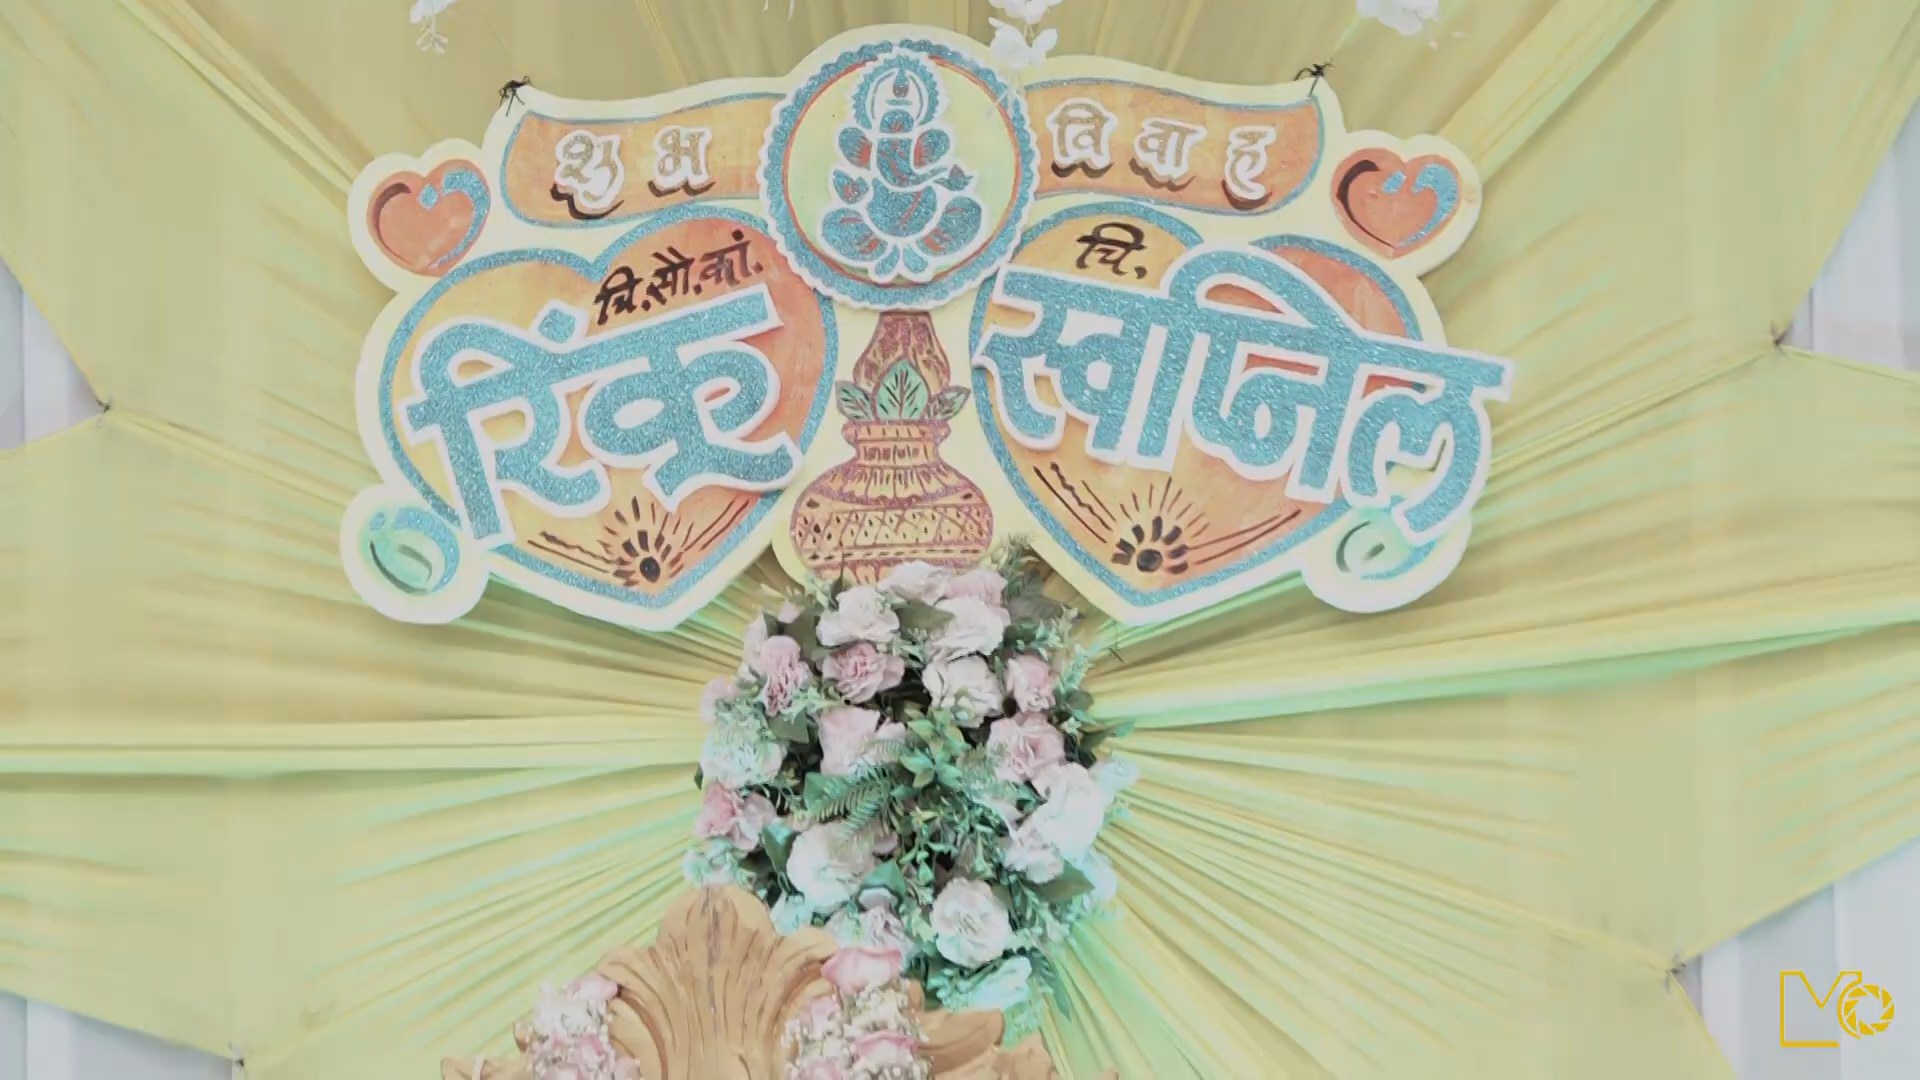 शुभ विवाह
चि.सौ.कां.
रिंकू
चि.
स्वप्निल